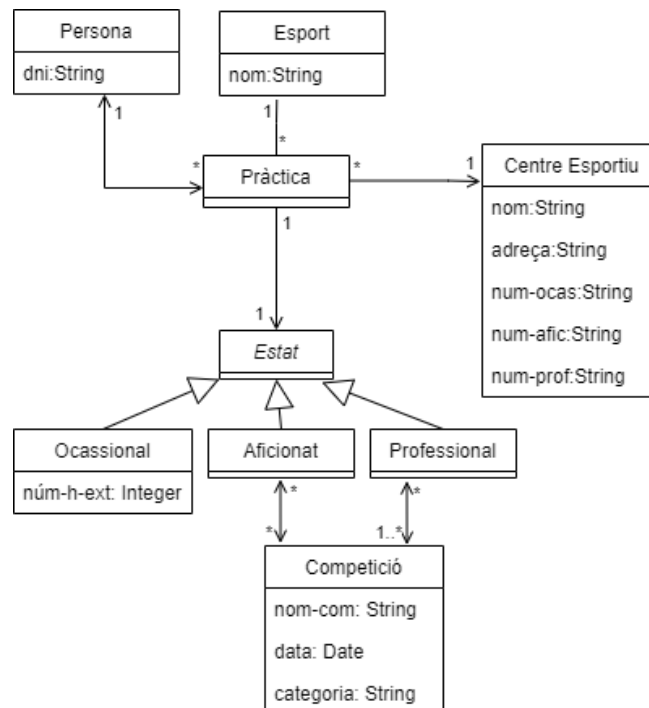 Persona
dni:String
Esport
nom:String
1
1
*
*
Pràctica
*
1
1
Centre Esportiu
nom:String
adreça:String
num-ocas:String
num-afic:String
num-prof:String
1
Estat
Ocassional
núm-h-ext: Integer
Aficionat
Professional
*
*
*
1..*
Competició
nom-com: String
data: Date
categoria: String